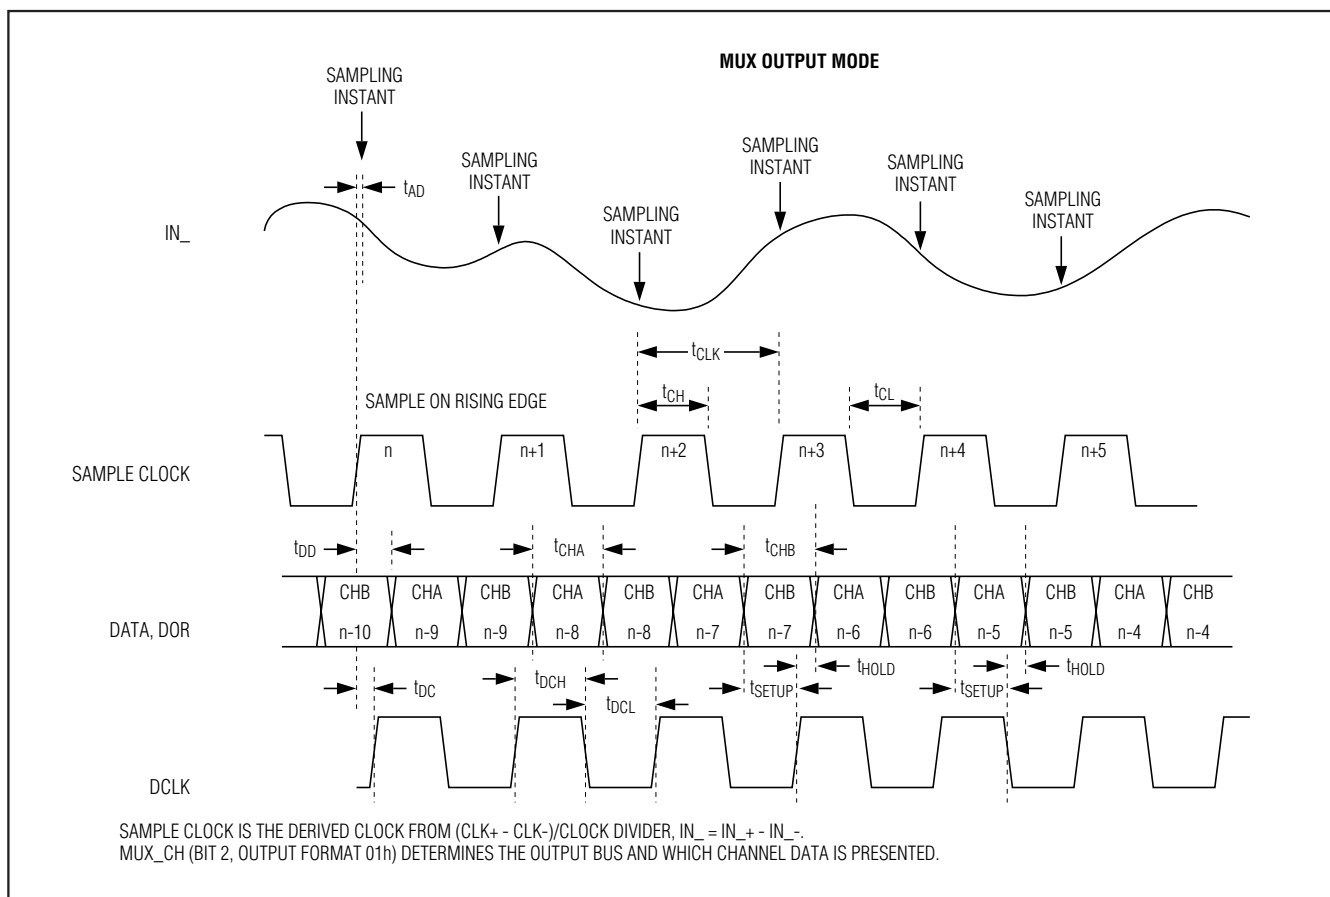 MUX OUTPUT MODE
SAMPLING
INSTANT
SAMPLING
INSTANT
SAMPLING
INSTANT
SAMPLING
INSTANT
SAMPLING
INSTANT
SAMPLING
INSTANT
tAD
IN_
tCLK
tCH
tCL
SAMPLE ON RISING EDGE
SAMPLE CLOCK
n
n+1
n+2
n+3
n+4
n+5
tDD
tCHA
tCHB
DATA, DOR
CHB CHA CHB CHA CHB CHA CHB CHA CHB CHA CHB CHA CHB
n-10 n-9 n-9 n-8 n-8 n-7 n-7 n-6 n-6 n-5 n-5 n-4 n-4
tDC
tDCH
tDCL
tSETUP
tHOLD
tSETUP
tHOLD
DCLK
SAMPLE CLOCK IS THE DERIVED CLOCK FROM (CLK+ - CLK-)/CLOCK DIVIDER, IN_ = IN_+ - IN_-.
MUX_CH (BIT 2, OUTPUT FORMAT 01h) DETERMINES THE OUTPUT BUS AND WHICH CHANNEL DATA IS PRESENTED.